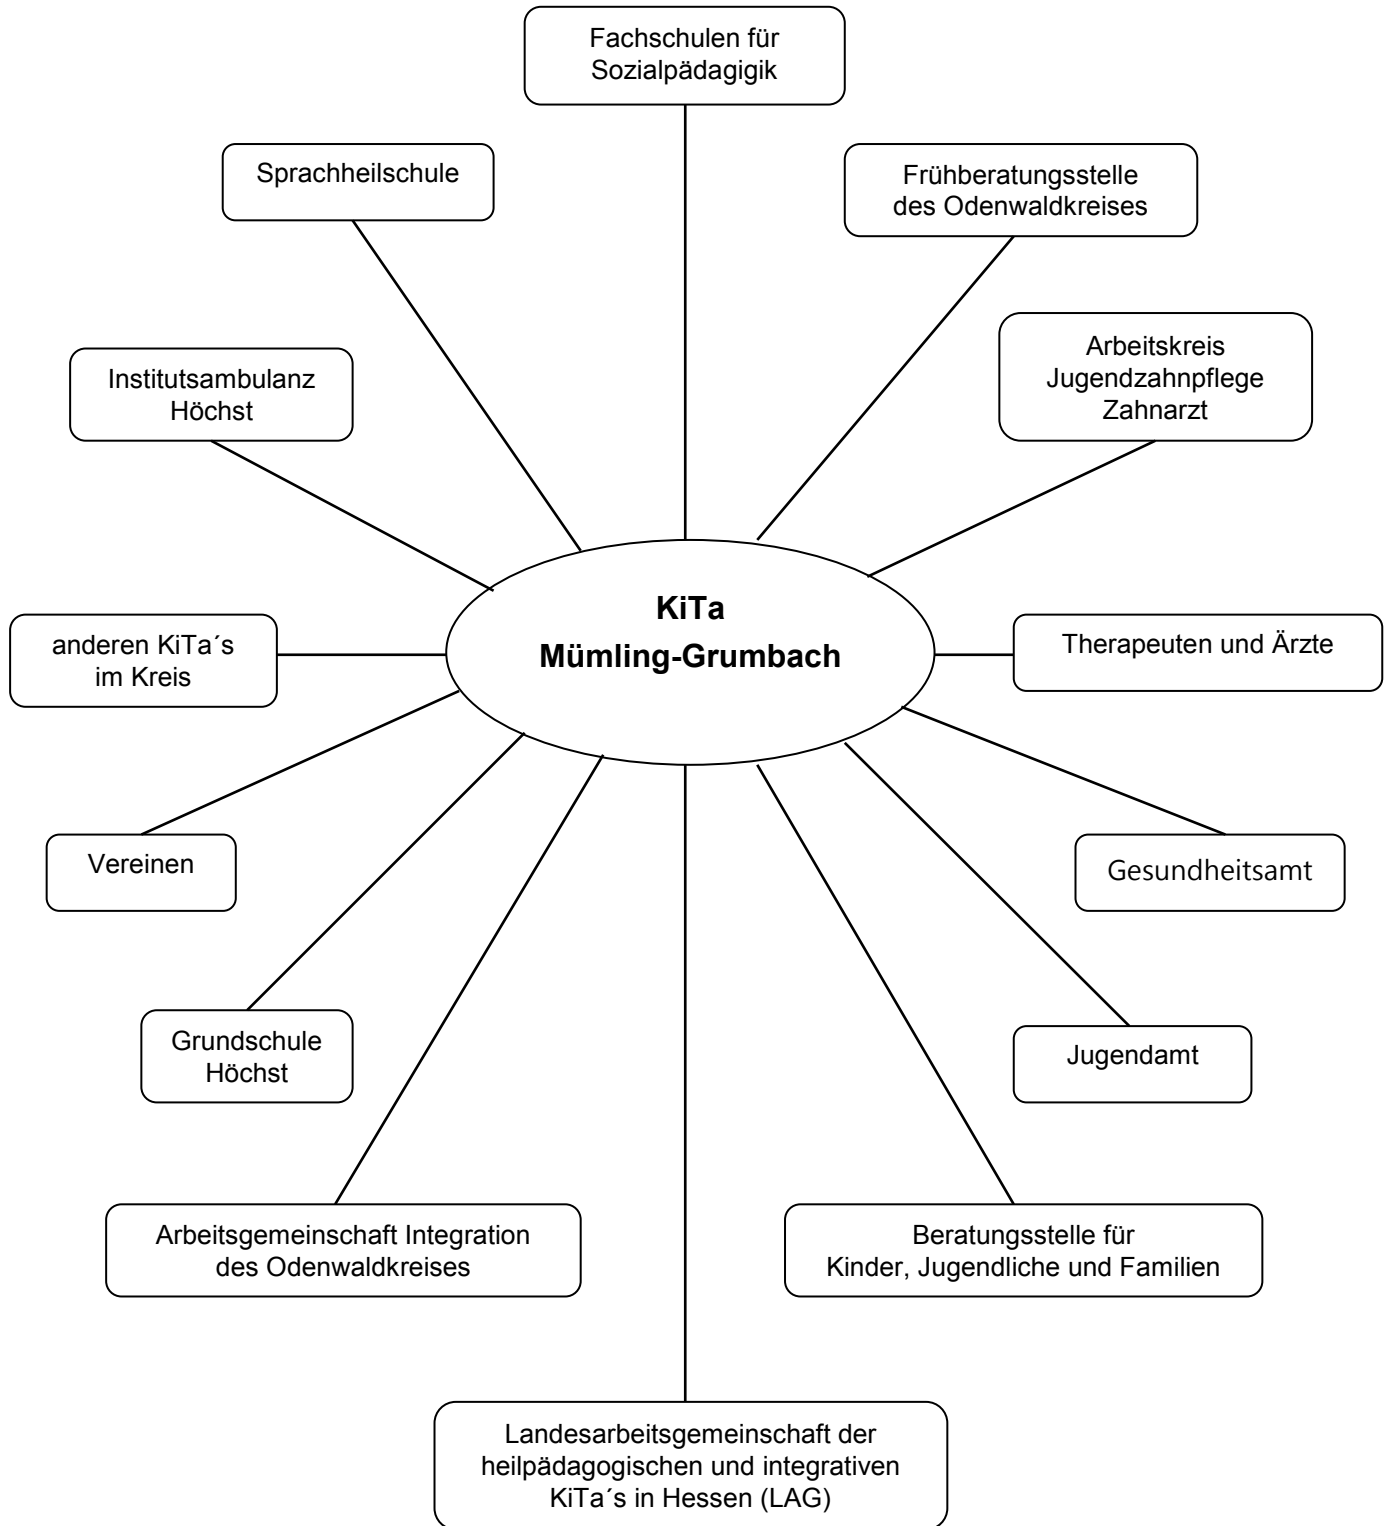 Fachschulen für
Sozialpädagigik
Sprachheilschule
Frühberatungsstelle
des Odenwaldkreises
Institutsambulanz
Höchst
Arbeitskreis
Jugendzahnpflege
Zahnarzt
KiTa
Mümling-Grumbach
anderen KiTa´s
im Kreis
Therapeuten und Ärzte
Vereinen
Gesundheitsamt
Grundschule
Höchst
Jugendamt
Arbeitsgemeinschaft Integration
des Odenwaldkreises
Beratungsstelle für
Kinder, Jugendliche und Familien
Landesarbeitsgemeinschaft der
heilpädagogischen und integrativen
KiTa´s in Hessen (LAG)